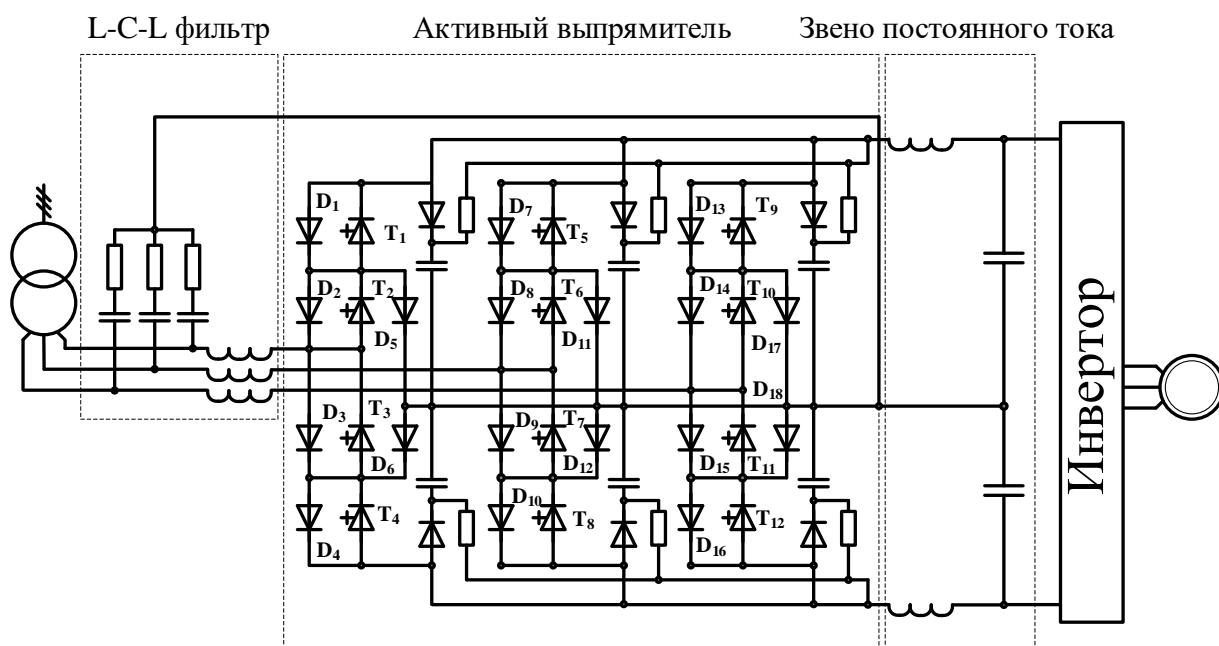 L-C-L фильтр
Активный выпрямитель
Звено постоянного тока
D1
T1
D7
T5
D13
T9
D2
T2
D5
D8
T6
D11
D14
T10
D17
D18
D3
T3
D6
D9
T7
D12
D15
T11
T4
D4
D10
T8
D16
T12
Инвертор